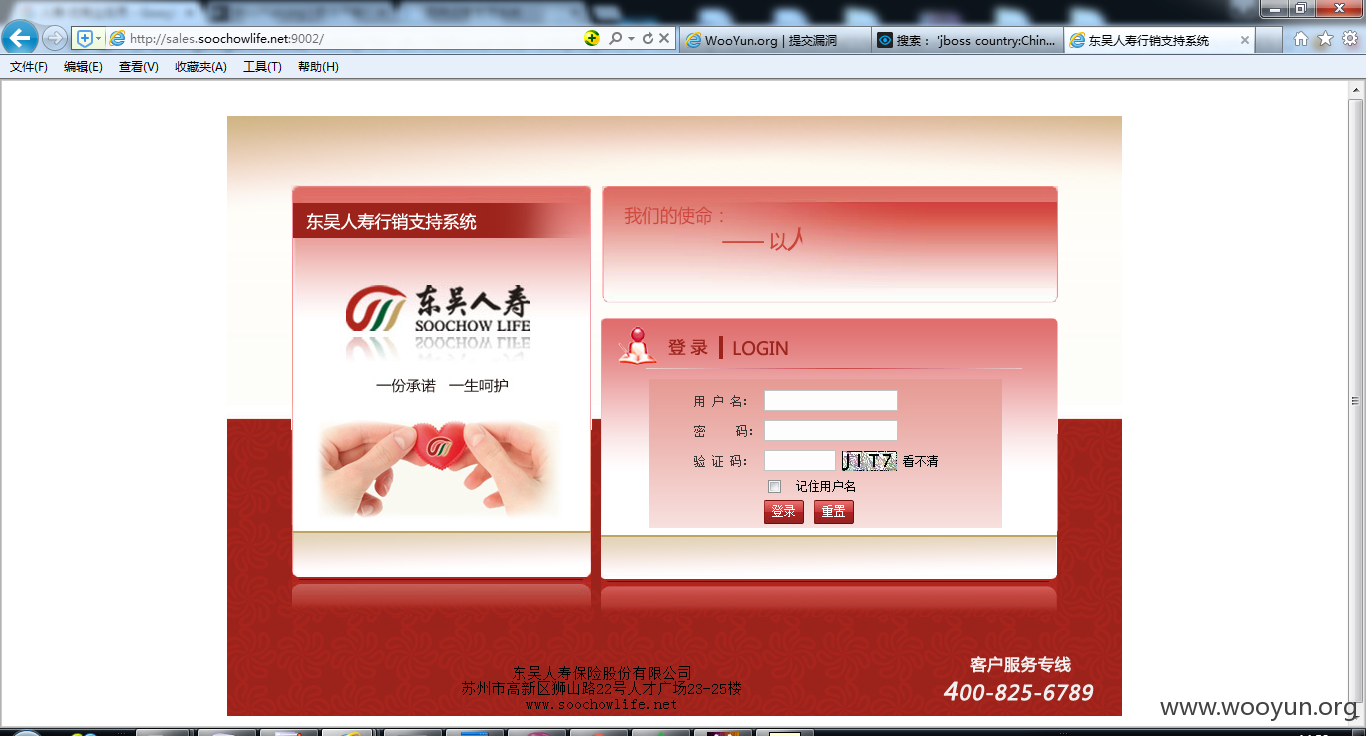 http://sales.soochowlife.net:9002/
WooYun.org | 提交漏洞
搜索： 'jboss country:Chin...
东吴人寿行销支持系统
文件(F) 编辑(E) 查看(V) 收藏夹(A) 工具(T) 帮助(H)
东吴人寿行销支持系统
东吴人寿
SOOCHOW LIFE
一份承诺 一生呵护
我们的使命：
—— 以人
登 录 LOGIN
用 户 名:
密 码:
验 证 码: JIT7 看不清
记住用户名
登录 重置
东吴人寿保险股份有限公司
苏州市高新区狮山路22号人才广场23-25楼
www.soochowlife.net
客户服务专线
400-825-6789
www.wooyun.org